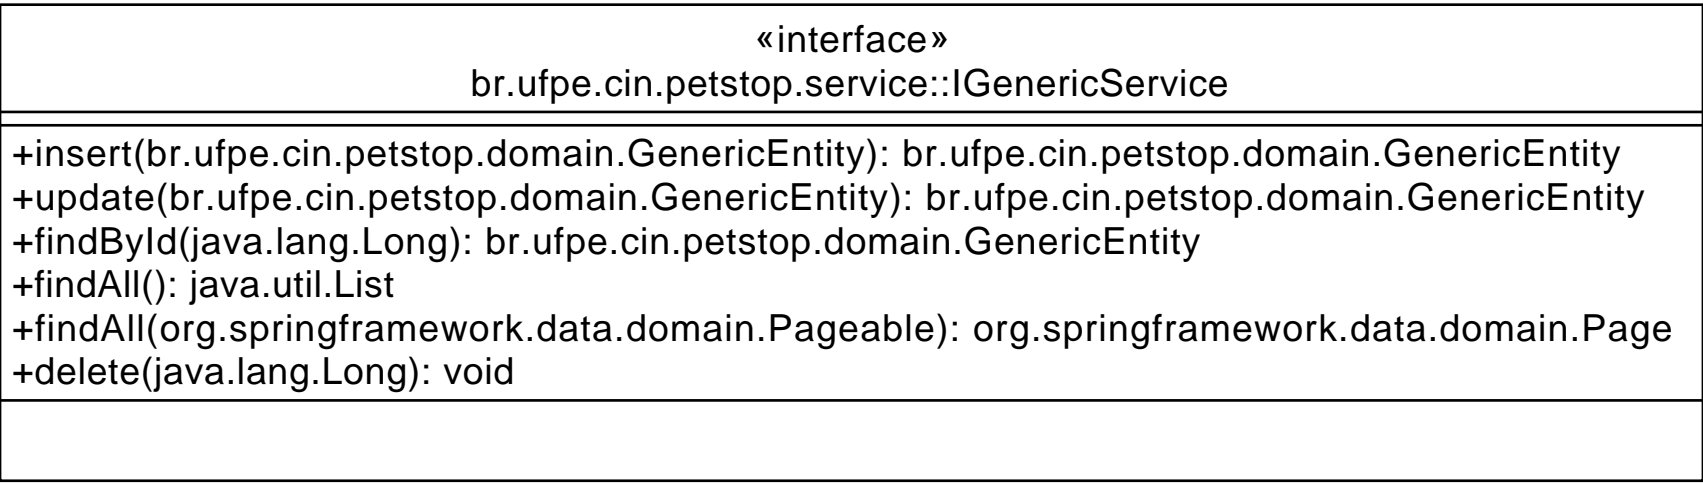 «interface»
br.ufpe.cin.petstop.service::IGenericService
+insert(br.ufpe.cin.petstop.domain.GenericEntity): br.ufpe.cin.petstop.domain.GenericEntity
+update(br.ufpe.cin.petstop.domain.GenericEntity): br.ufpe.cin.petstop.domain.GenericEntity
+findById(java.lang.Long): br.ufpe.cin.petstop.domain.GenericEntity
+findAll(): java.util.List
+findAll(org.springframework.data.domain.Pageable): org.springframework.data.domain.Page
+delete(java.lang.Long): void